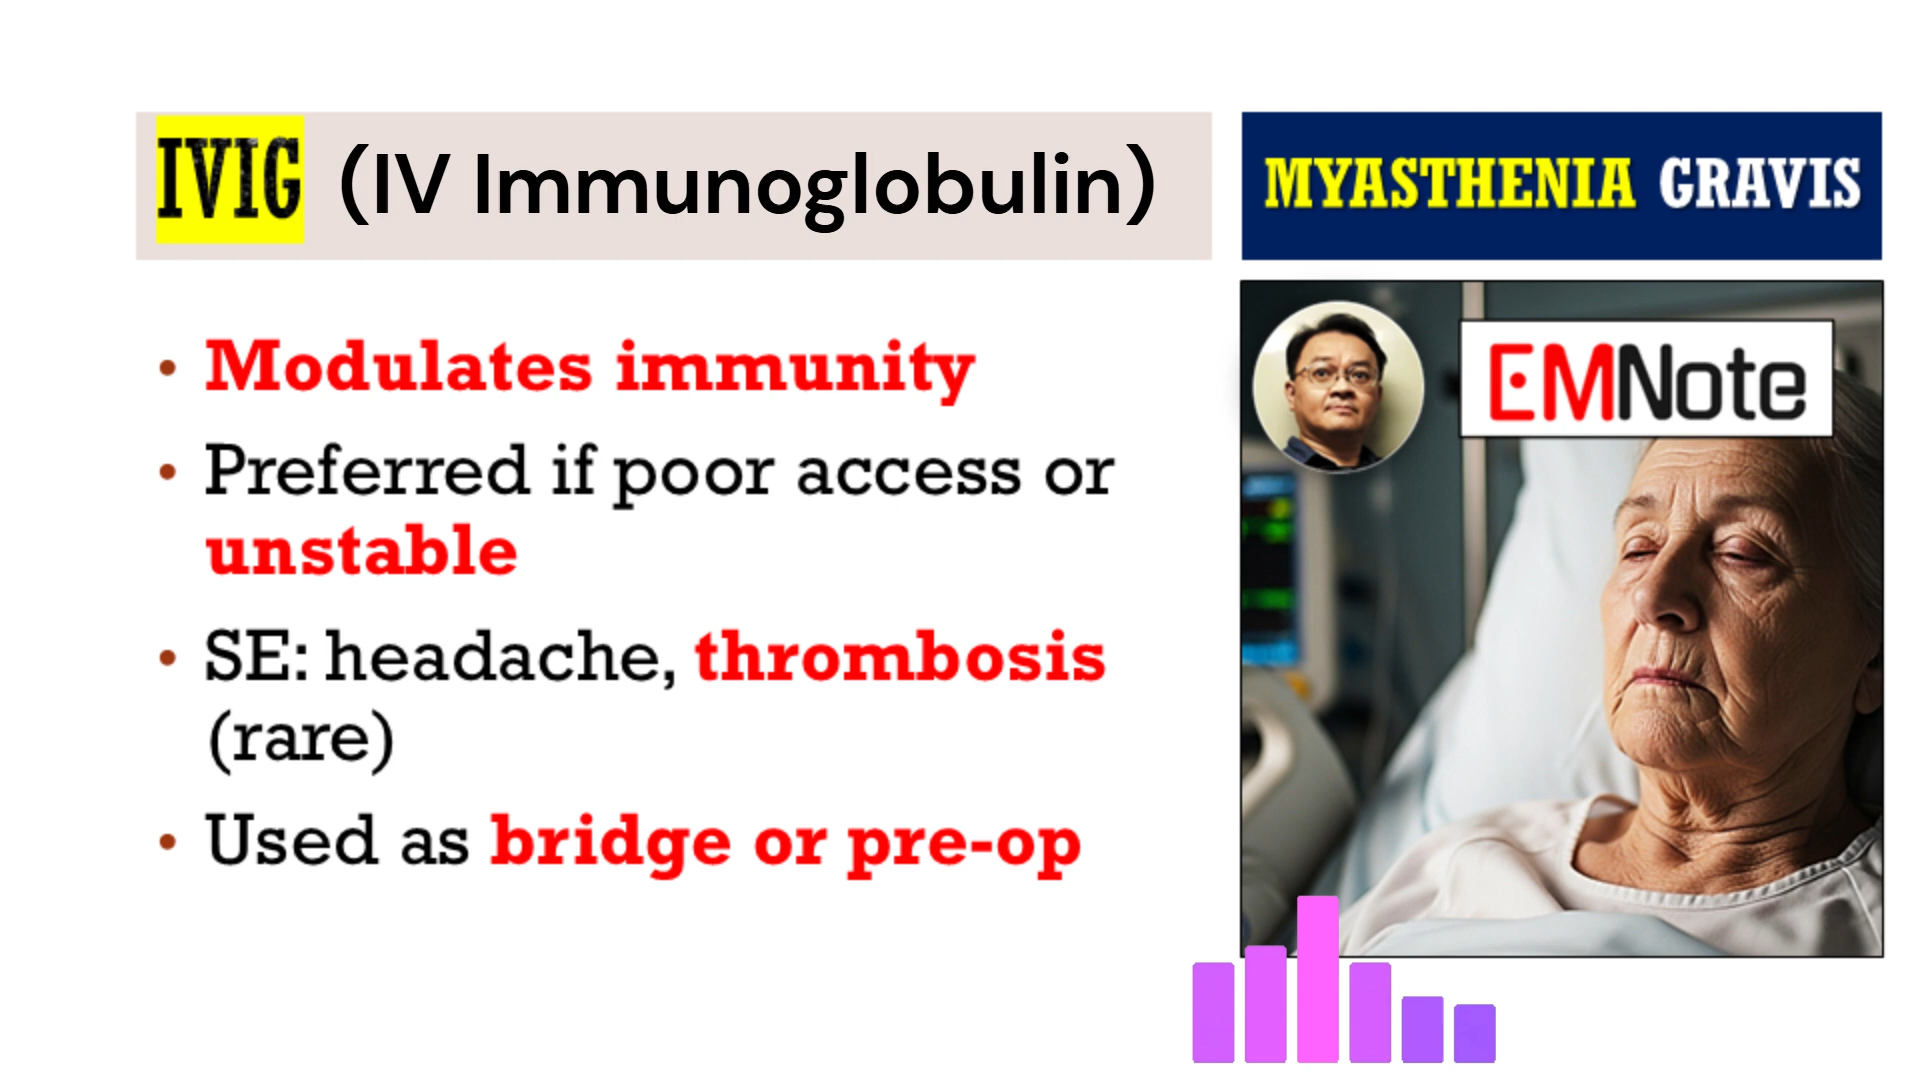 IVIG (IV Immunoglobulin)
MYASTHENIA GRAVIS
EMNote
• Modulates immunity
• Preferred if poor access or
unstable
• SE: headache, thrombosis
(rare)
• Used as bridge or pre-op